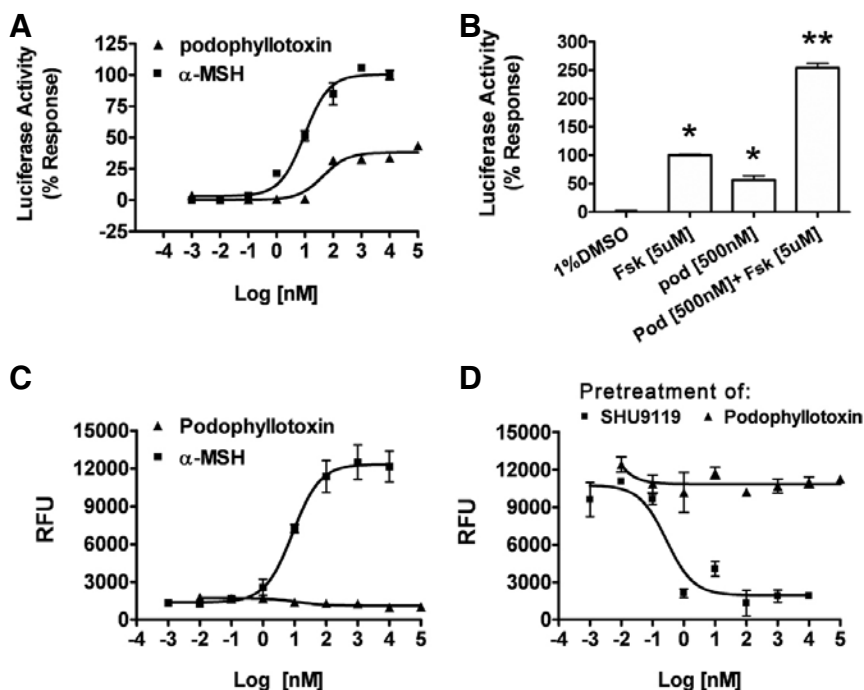 A
▲ podophyllotoxin
■ α-MSH
Luciferase Activity
(% Response)
125
100
75
50
25
0
-25
-4 -3 -2 -1 0 1 2 3 4 5
Log [nM]
B
Luciferase Activity
(% Response)
300
250
200
150
100
50
0
*
*
**
1%DMSO
Fsk [5uM]
pod [500nM]
Pod [500nM]+ Fsk [5uM]
C
▲ Podophyllotoxin
■ α-MSH
RFU
15000
12000
9000
6000
3000
0
-4 -3 -2 -1 0 1 2 3 4 5
Log [nM]
D
Pretreatment of:
■ SHU9119 ▲ Podophyllotoxin
RFU
15000
12000
9000
6000
3000
0
-4 -3 -2 -1 0 1 2 3 4 5
Log [nM]